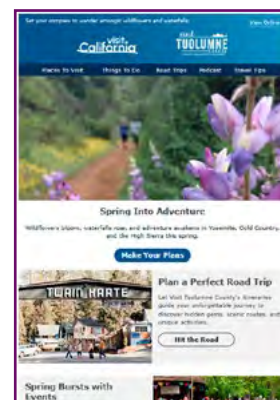 Set your compass to wander amongst wildflowers and waterfalls.
View Online
visit
California
visit
TUOLUMNE
Places To Visit
Things To Do
Road Trips
Podcast
Travel Tips
Spring Into Adventure
Wildflowers bloom, waterfalls roar, and adventure awakens in Yosemite, Gold Country,
and the High Sierra this spring.
Make Your Plans
TWAIN HARTE
Plan a Perfect Road Trip
Let Visit Tuolumne County's itineraries
guide your unforgettable journey to
discover hidden gems, scenic routes, and
unique activities.
Hit the Road
Spring Bursts with
Events